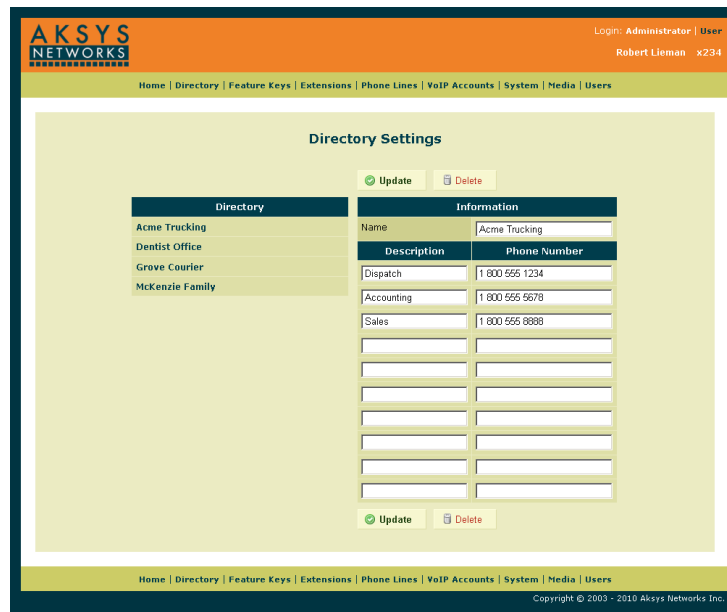 AKSYS
NETWORKS
Login: Administrator | User
Robert Lieman x234
Home | Directory | Feature Keys | Extensions | Phone Lines | VoIP Accounts | System | Media | Users
Directory Settings
Update Delete
Directory
Acme Trucking
Dentist Office
Grove Courier
McKenzie Family
Information
Name Acme Trucking
Description Phone Number
Dispatch 1 800 555 1234
Accounting 1 800 555 5678
Sales 1 800 555 8888
Update Delete
Home | Directory | Feature Keys | Extensions | Phone Lines | VoIP Accounts | System | Media | Users
Copyright © 2003 - 2010 Aksys Networks Inc.